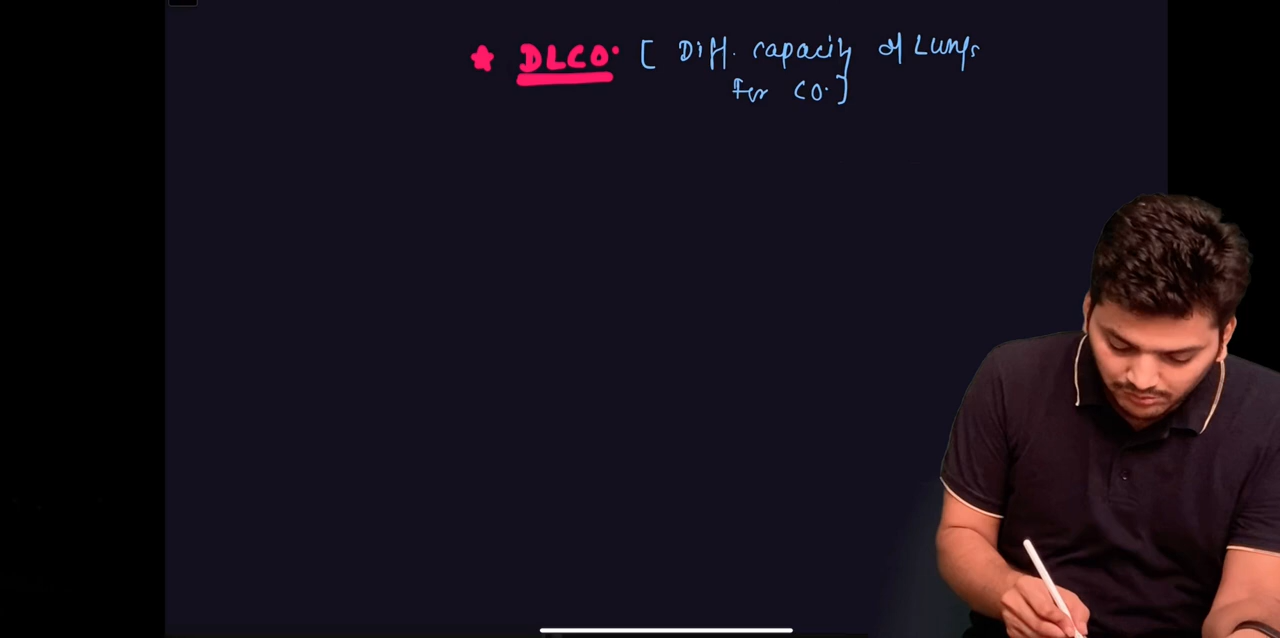 ★ DLCO. [ Diff. capacity of Lungs
for CO.]